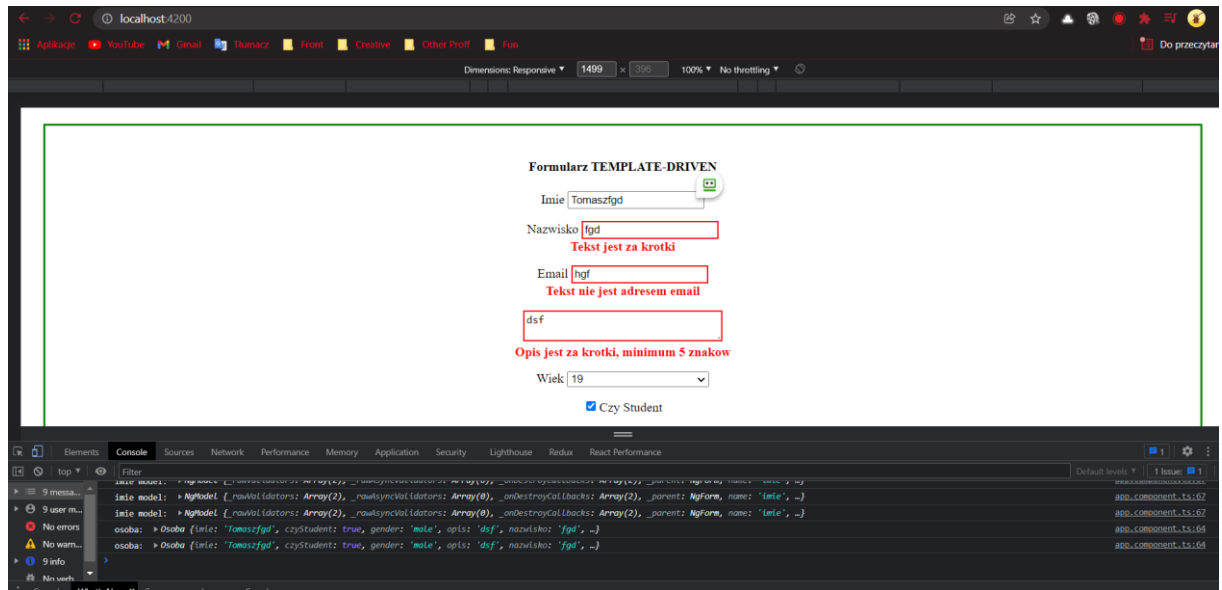 localhost:4200
Aplikacje YouTube Gmail Tłumacz Front Creative Other Proff Fun Do przeczytan
Dimensions: Responsive ▼ 1499 × 396 100% ▼ No throttling ▼
Formularz TEMPLATE-DRIVEN
Imie Tomaszfgd
Nazwisko fgd
Tekst jest za krotki
Email hgf
Tekst nie jest adresem email
dsf
Opis jest za krotki, minimum 5 znakow
Wiek 19
Czy Student
Elements Console Sources Network Performance Memory Application Security Lighthouse Redux React Performance 1
top ▼ Filter Default levels ▼ 1 Issue: 1
9 messa...
imie model: ▸ NgModel {_rawValidators: Array(2), _rawAsyncValidators: Array(0), _onDestroyCallbacks: Array(2), _parent: NgForm, name: 'imie', …} app.component.ts:67
9 user m...
imie model: ▸ NgModel {_rawValidators: Array(2), _rawAsyncValidators: Array(0), _onDestroyCallbacks: Array(2), _parent: NgForm, name: 'imie', …} app.component.ts:67
No errors
osoba: ▸ Osoba {imie: 'Tomaszfgd', czyStudent: true, gender: 'male', opis: 'dsf', nazwisko: 'fgd', …} app.component.ts:64
No warn...
osoba: ▸ Osoba {imie: 'Tomaszfgd', czyStudent: true, gender: 'male', opis: 'dsf', nazwisko: 'fgd', …} app.component.ts:64
9 info
No verb